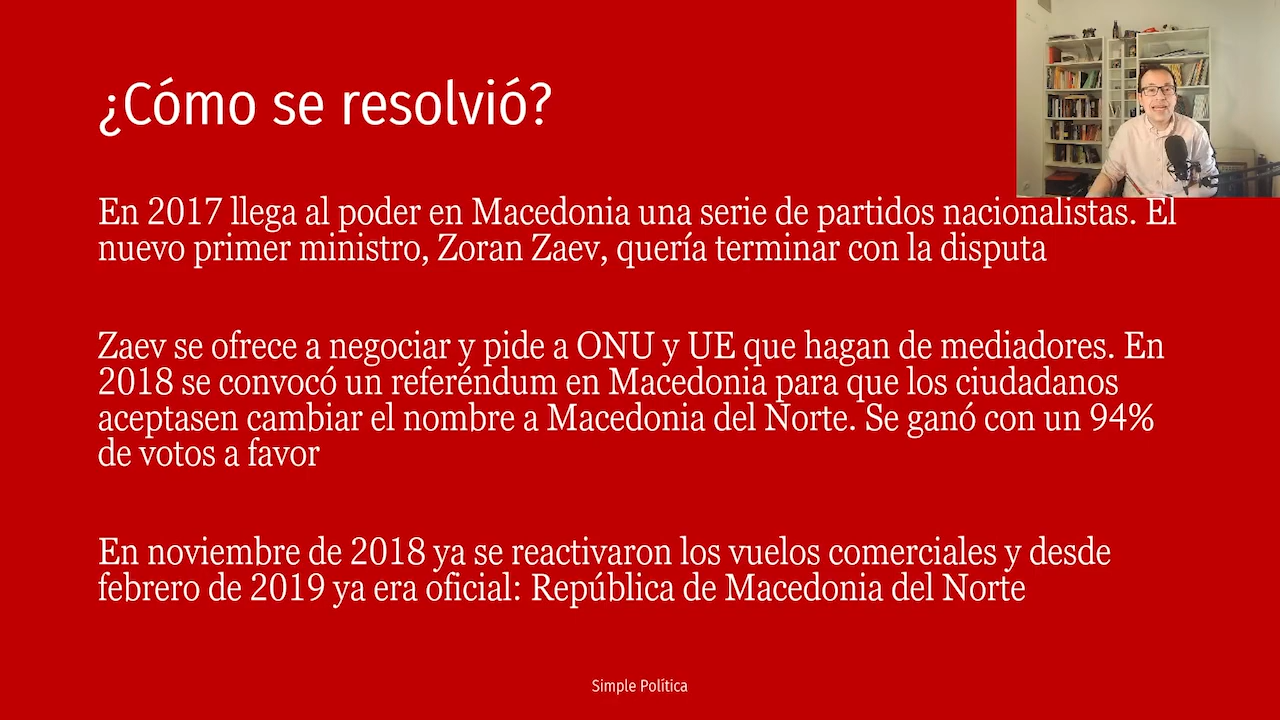 ¿Cómo se resolvió?
En 2017 llega al poder en Macedonia una serie de partidos nacionalistas. El
nuevo primer ministro, Zoran Zaev, quería terminar con la disputa
Zaev se ofrece a negociar y pide a ONU y UE que hagan de mediadores. En
2018 se convocó un referéndum en Macedonia para que los ciudadanos
aceptasen cambiar el nombre a Macedonia del Norte. Se ganó con un 94%
de votos a favor
En noviembre de 2018 ya se reactivaron los vuelos comerciales y desde
febrero de 2019 ya era oficial: República de Macedonia del Norte
Simple Política